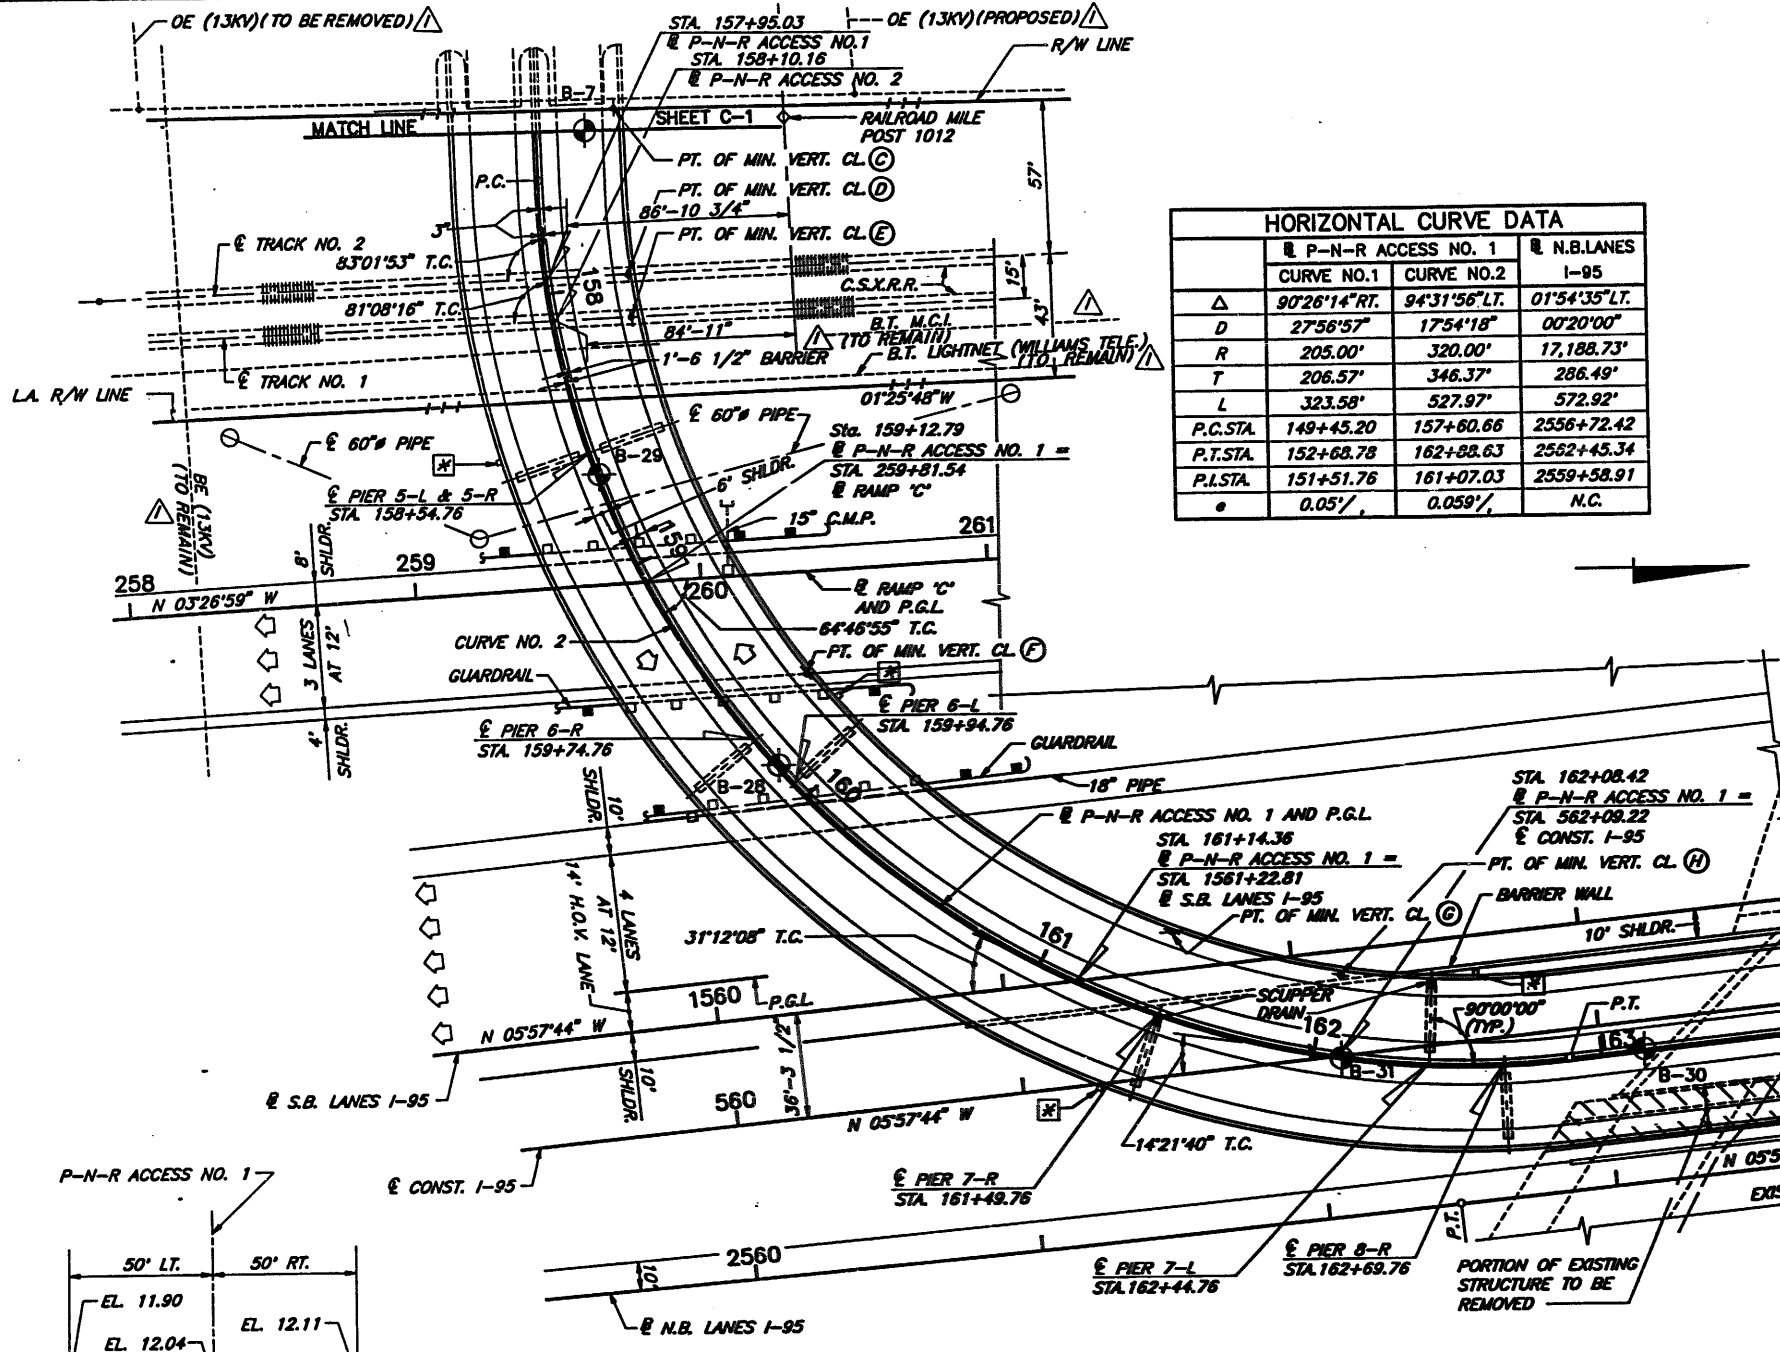 OE (13KV)(TO BE REMOVED) 1
STA. 157+95.03
℄ P-N-R ACCESS NO.1
STA. 158+10.16
℄ P-N-R ACCESS NO. 2
OE (13KV)(PROPOSED) 1
R/W LINE
B-7
MATCH LINE
SHEET C-1
RAILROAD MILE
POST 1012
PT. OF MIN. VERT. CL. C
P.C.
PT. OF MIN. VERT. CL. D
86'-10 3/4"
57'
3"
PT. OF MIN. VERT. CL. E
℄ TRACK NO. 2
83°01'53" T.C.
158
C.S.X.R.R.
15'
81°08'16" T.C.
43'
1
84'-11"
1
B.T. M.C.I.
(TO REMAIN)
1'-6 1/2" BARRIER
B.T. LIGHTNET (WILLIAMS TELE.)
(TO REMAIN) 1
℄ TRACK NO. 1
L.A. R/W LINE
01°25'48"W
HORIZONTAL CURVE DATA
℄ P-N-R ACCESS NO. 1
℄ N.B.LANES
CURVE NO.1 CURVE NO.2 I-95
Δ 90°26'14"RT. 94°31'56"LT. 01°54'35"LT.
D 27°56'57" 17°54'18" 00°20'00"
R 205.00' 320.00' 17,188.73'
T 206.57' 346.37' 286.49'
L 323.58' 527.97' 572.92'
P.C.STA. 149+45.20 157+60.66 2556+72.42
P.T.STA. 152+68.78 162+88.63 2562+45.34
P.I.STA. 151+51.76 161+07.03 2559+58.91
e 0.05'/, 0.059'/, N.C.
℄ 60"ø PIPE
℄ 60"ø PIPE
Sta. 159+12.79
℄ P-N-R ACCESS NO. 1 =
STA. 259+81.54
℄ RAMP "C"
*
B-29
6' SHLDR.
℄ PIER 5-L & 5-R
STA. 158+54.76
1
BE (13KV)
(TO REMAIN)
15" C.M.P.
159
261
8'
SHLDR.
259
258
260
N 03°26'59" W
℄ RAMP "C"
AND P.G.L.
64°46'55" T.C.
3 LANES
AT 12'
CURVE NO. 2
PT. OF MIN. VERT. CL. F
*
GUARDRAIL
℄ PIER 6-L
STA. 159+94.76
℄ PIER 6-R
STA. 159+74.76
4'
SHLDR.
GUARDRAIL
B-28
160
18" PIPE
SHLDR.
10'
℄ P-N-R ACCESS NO. 1 AND P.G.L.
STA. 162+08.42
℄ P-N-R ACCESS NO. 1 =
STA. 562+09.22
℄ CONST. I-95
STA. 161+14.36
℄ P-N-R ACCESS NO. 1 =
STA. 1561+22.81
℄ S.B. LANES I-95
PT. OF MIN. VERT. CL. H
BARRIER WALL
PT. OF MIN. VERT. CL. G
4 LANES
AT 12'
14' H.O.V. LANE
31°12'08" T.C.
161
10' SHLDR.
*
1560
P.G.L.
SCUPPER
DRAIN
90°00'00"
(TYP.)
P.T.
N 05°57'44" W
162
163
36'-3 1/2"
B-31
B-30
10'
SHLDR.
℄ S.B. LANES I-95
560
*
N 05°57'44" W
14°21'40" T.C.
N 05°5
P-N-R ACCESS NO. 1
℄ CONST. I-95
℄ PIER 7-R
STA. 161+49.76
EXIS
P.T.
50' LT. 50' RT.
2560
10'
℄ PIER 7-L
STA.162+44.76
℄ PIER 8-R
STA.162+69.76
PORTION OF EXISTING
STRUCTURE TO BE
REMOVED
EL. 11.90
EL. 12.11
EL. 12.04
℄ N.B. LANES I-95